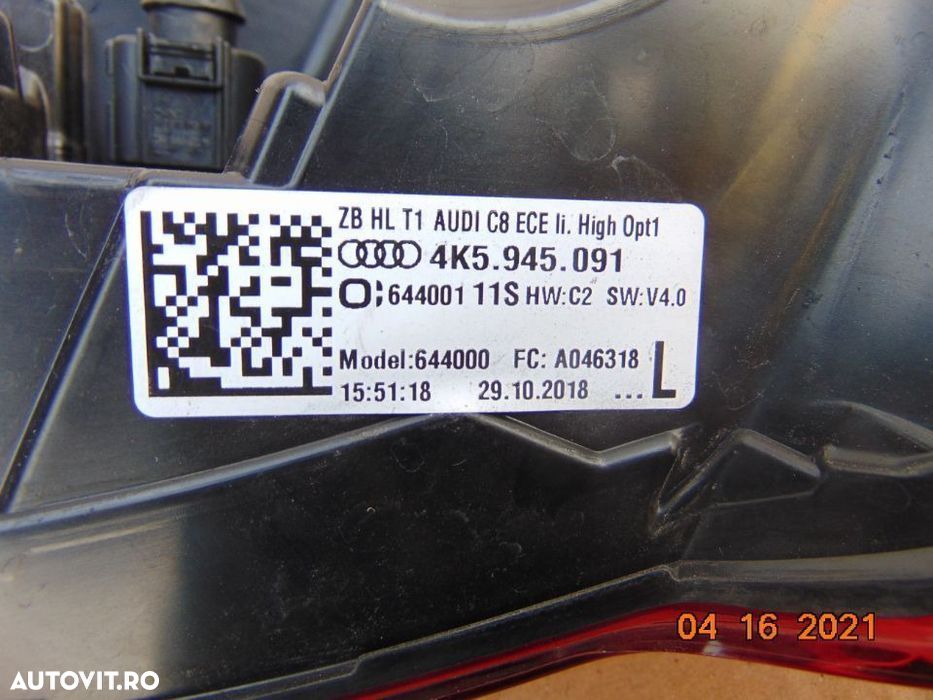 ZB HL T1 AUDI C8 ECE li. High Opt1
4K5.945.091
644001 11S HW:C2 SW:V4.0
Model:644000 FC: A046318
15:51:18 29.10.2018 ... L
04 16 2021
AUTOVIT.RO